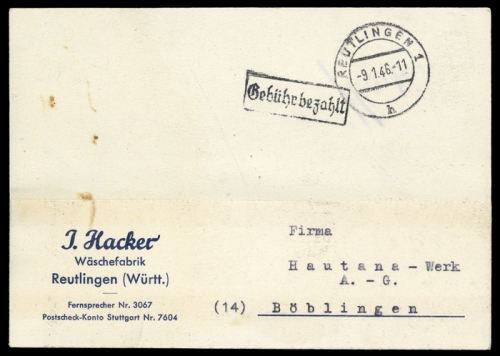 REUTLINGEN 1
-9.1.46.-11
h
Gebühr bezahlt
J. Hacker
Wäschefabrik
Reutlingen (Württ.)
Fernsprecher Nr. 3067
Postscheck-Konto Stuttgart Nr. 7604
Firma
Hautana-Werk
A.-G.
(14) Böblingen